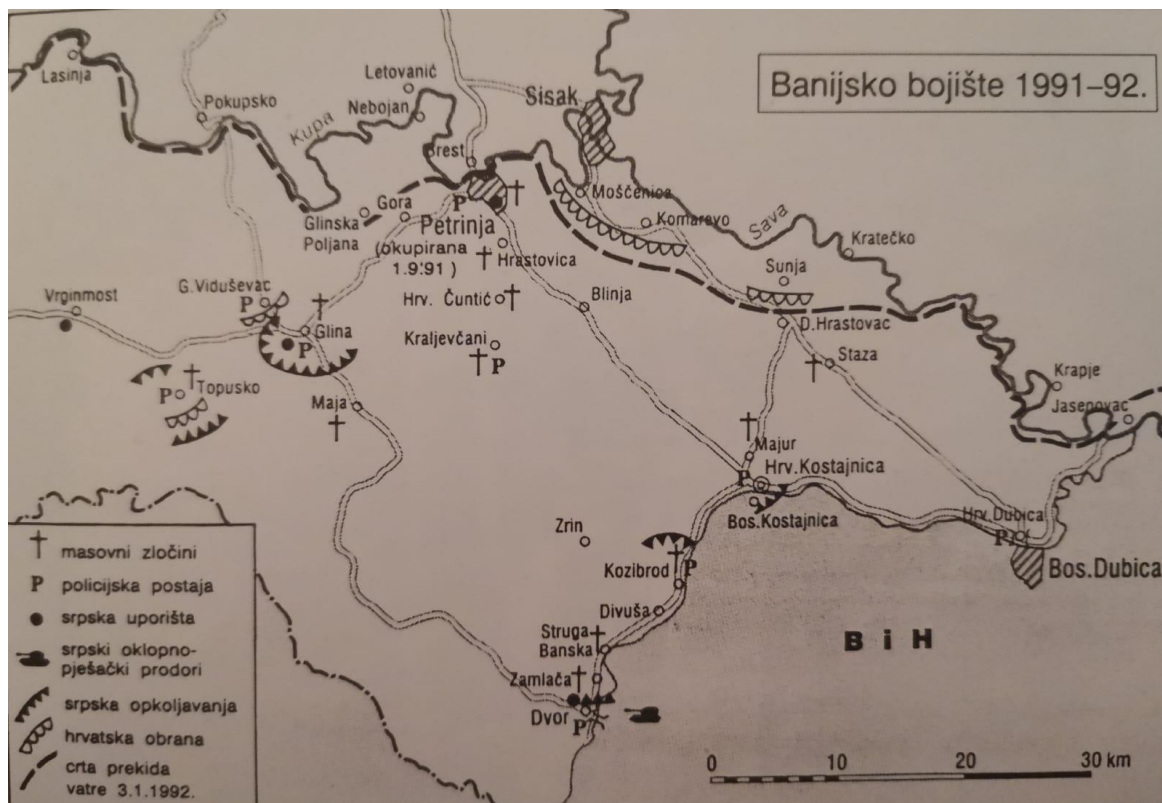 Banijsko bojište 1991–92.
Lasinja
Letovanić
Pokupsko
Kupa
Nebojan
Sisak
Brest
Moščenica
Glinska
Poljana
Gora
P
Petrinja
(okupirana
1.9.91)
Komarevo
Sava
Kratečko
Hrastovica
Sunja
Vrginmost
G.Viduševac
P
Hrv. Čuntić
Blinja
Glina
P
Kraljevčani
P
D.Hrastovac
Staza
P
Topusko
Maja
Krapje
Jasenovac
Majur
P
Hrv.Kostajnica
Bos.Kostajnica
Hrv.Dubica
P
Bos.Dubica
Zrin
Kozibrod
P
Divuša
Struga
Banska
B i H
Zamlača
Dvor
P
masovni zločini
P policijska postaja
srpska uporišta
srpski oklopno-
pješački prodori
srpska opkoljavanja
hrvatska obrana
crta prekida
vatre 3.1.1992.
0 10 20 30 km